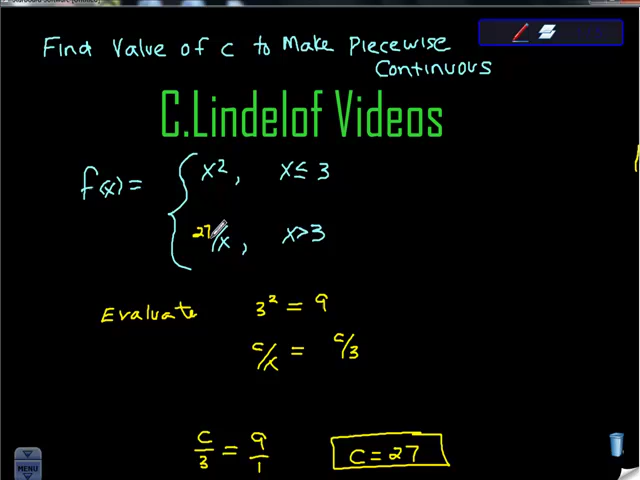 Find Value of c to Make Piecewise
Continuous
C.Lindelof Videos
f(x) = { x², x ≤ 3
27/x, x > 3
Evaluate 3² = 9
c/x = c/3
c/3 = 9/1
C = 27
MENU